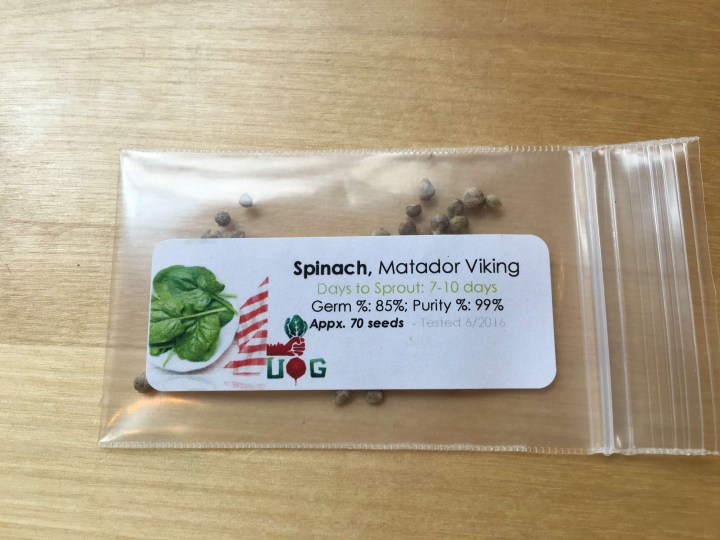 Spinach, Matador Viking
Days to Sprout: 7-10 days
Germ %: 85%; Purity %: 99%
Appx. 70 seeds - Tested 6/2016
UOG